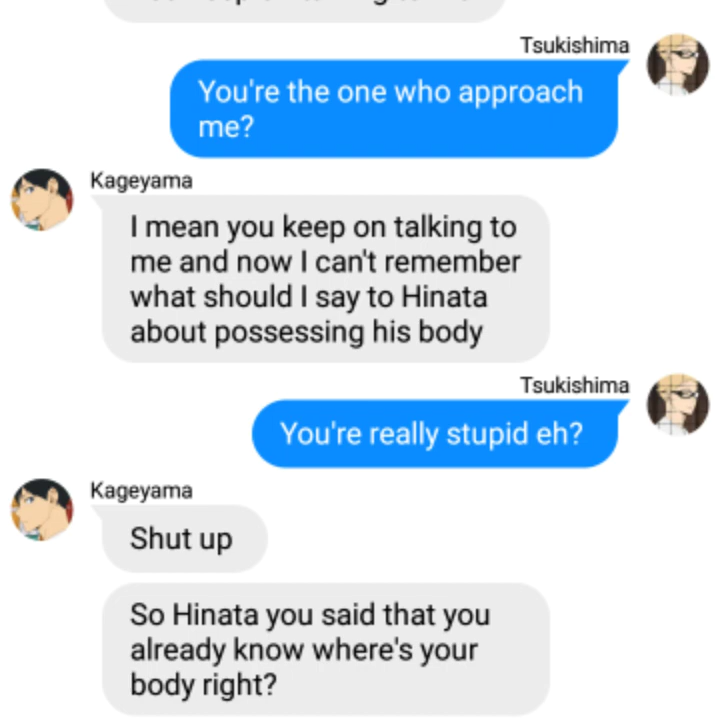 Tsukishima
You're the one who approach
me?
Kageyama
I mean you keep on talking to
me and now I can't remember
what should I say to Hinata
about possessing his body
Tsukishima
You're really stupid eh?
Kageyama
Shut up
So Hinata you said that you
already know where's your
body right?